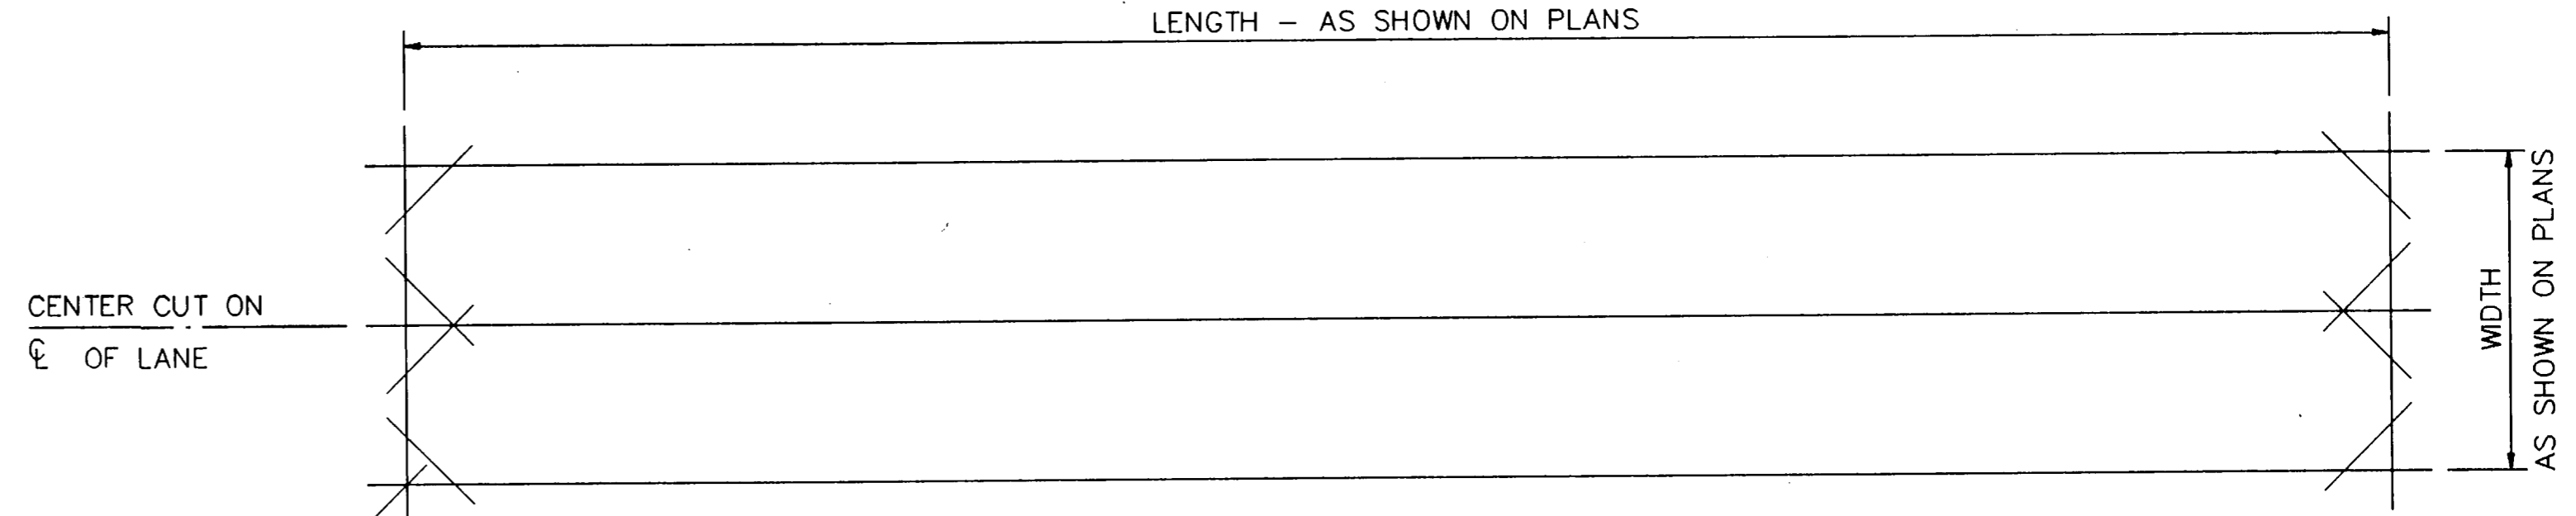 LENGTH – AS SHOWN ON PLANS
CENTER CUT ON
℄ OF LANE
WIDTH
AS SHOWN ON PLANS